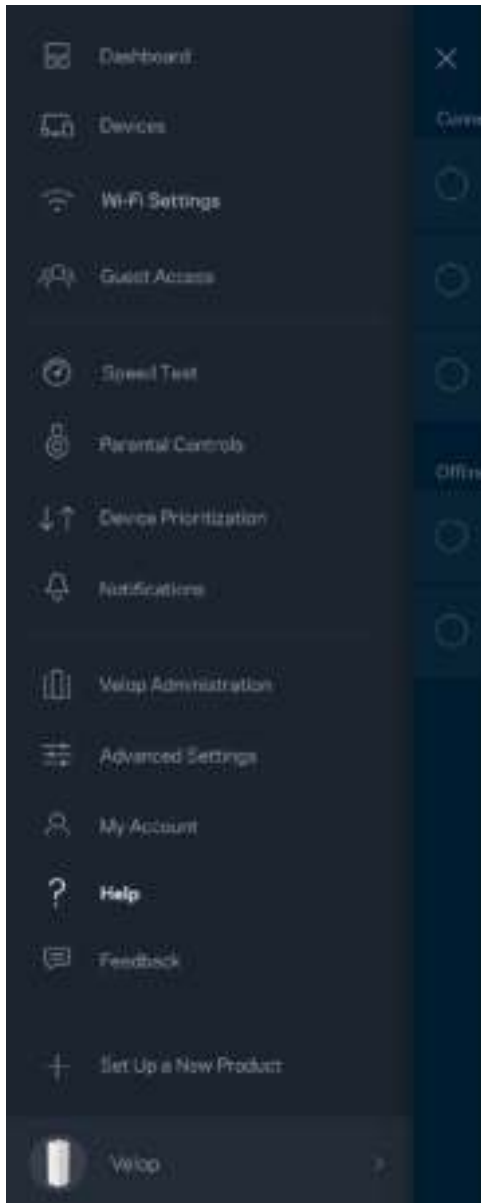 Dashboard
Devices
Wi-Fi Settings
Guest Access
Speed Test
Parental Controls
Device Prioritization
Notifications
Velop Administration
Advanced Settings
My Account
Help
Feedback
Set Up a New Product
Velop